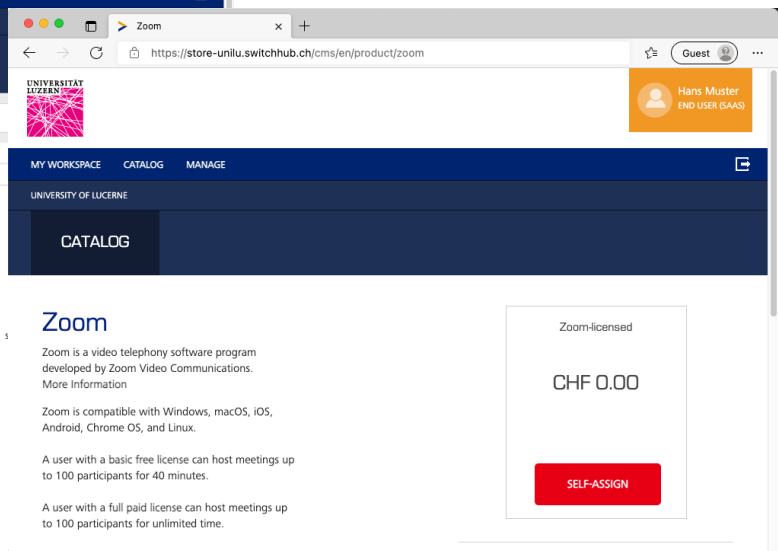 Zoom
https://store-unilu.switchhub.ch/cms/en/product/zoom
Guest
UNIVERSITÄT
LUZERN
Hans Muster
END USER (SAAS)
MY WORKSPACE CATALOG MANAGE
UNIVERSITY OF LUCERNE
CATALOG
Zoom
Zoom is a video telephony software program
developed by Zoom Video Communications.
More Information
Zoom is compatible with Windows, macOS, iOS,
Android, Chrome OS, and Linux.
A user with a basic free license can host meetings up
to 100 participants for 40 minutes.
A user with a full paid license can host meetings up
to 100 participants for unlimited time.
Zoom-licensed
CHF 0.00
SELF-ASSIGN